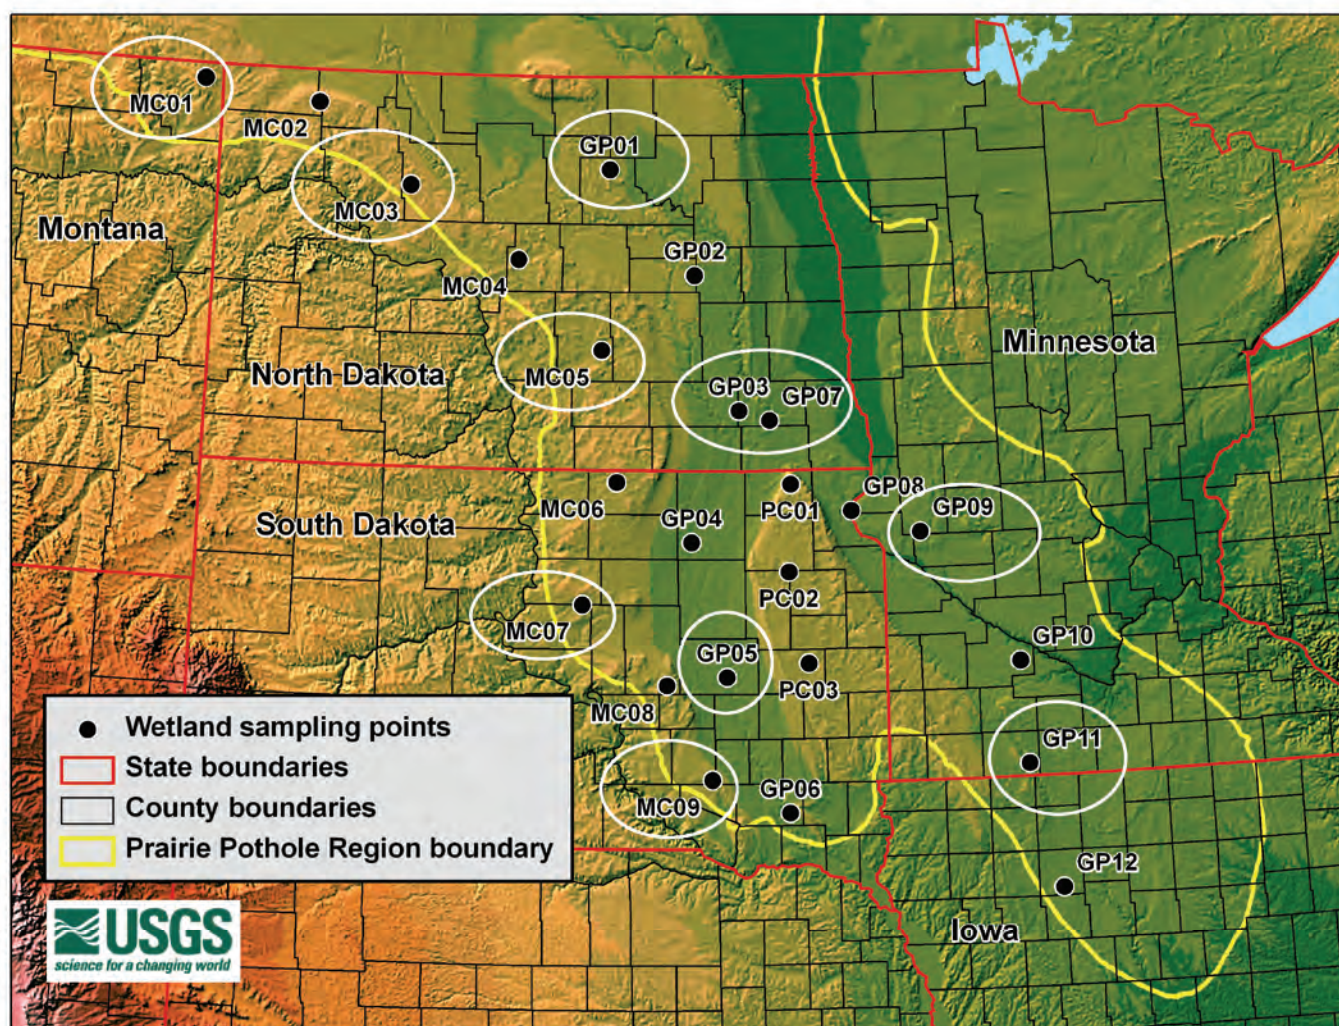 MC01
MC02
GP01
MC03
Montana
GP02
MC04
Minnesota
North Dakota
MC05
GP03
GP07
South Dakota
MC06
GP04
PC01
GP08
GP09
PC02
MC07
GP10
GP05
PC03
MC08
GP11
MC09
GP06
GP12
Iowa
Wetland sampling points
State boundaries
County boundaries
Prairie Pothole Region boundary
USGS
science for a changing world